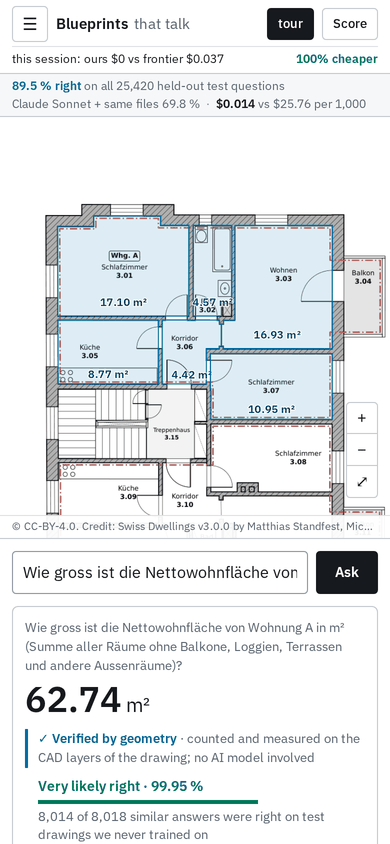 ☰ Blueprints that talk tour Score
this session: ours $0 vs frontier $0.037 100% cheaper
89.5 % right on all 25,420 held-out test questions
Claude Sonnet + same files 69.8 % · $0.014 vs $25.76 per 1,000
Whg. A
Schlafzimmer
3.01
17.10 m²
4.57 m²
3.02
Wohnen
3.03
16.93 m²
Balkon
3.04
Küche
3.05
8.77 m²
Korridor
3.06
4.42 m²
Schlafzimmer
3.07
10.95 m²
Treppenhaus
3.15
Schlafzimmer
3.08
Küche
3.09
Korridor
3.10
+
−
⤢
© CC-BY-4.0. Credit: Swiss Dwellings v3.0.0 by Matthias Standfest, Mic...
Wie gross ist die Nettowohnfläche von Ask
Wie gross ist die Nettowohnfläche von Wohnung A in m²
(Summe aller Räume ohne Balkone, Loggien, Terrassen
und andere Aussenräume)?
62.74 m²
✓ Verified by geometry · counted and measured on the
CAD layers of the drawing; no AI model involved
Very likely right · 99.95 %
8,014 of 8,018 similar answers were right on test
drawings we never trained on